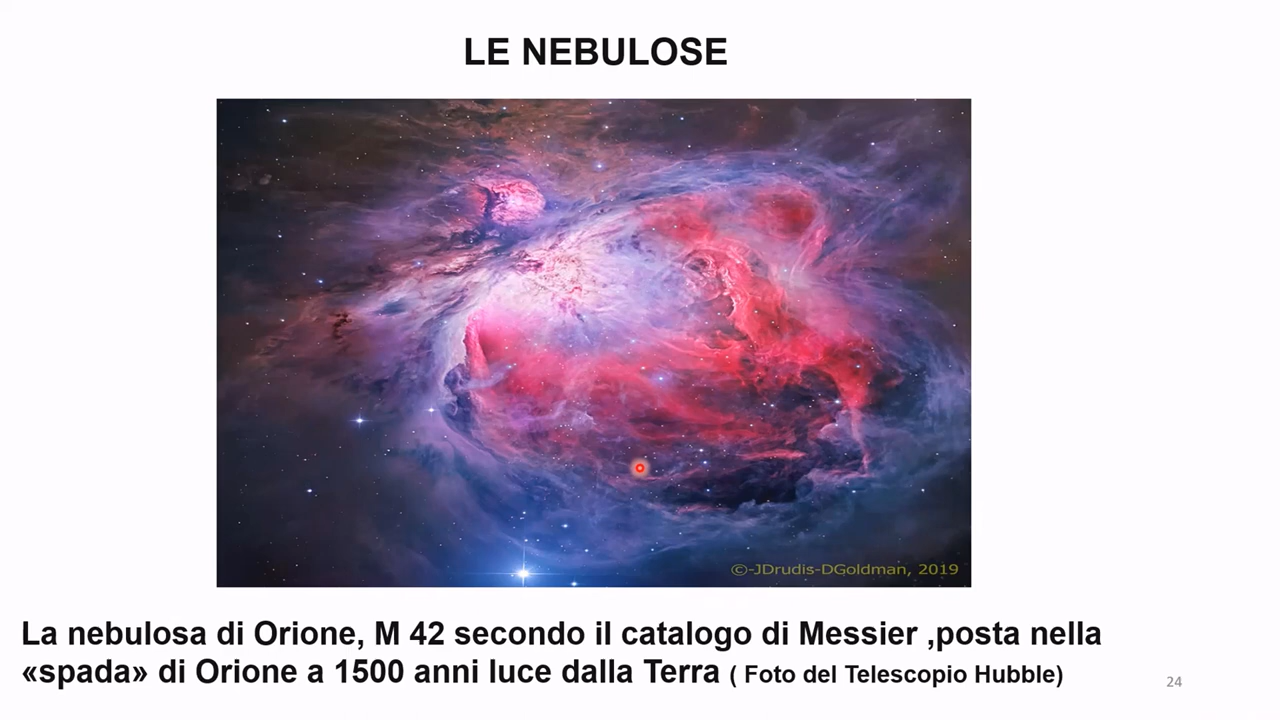 LE NEBULOSE
©-JDrudis-DGoldman, 2019
La nebulosa di Orione, M 42 secondo il catalogo di Messier ,posta nella
«spada» di Orione a 1500 anni luce dalla Terra ( Foto del Telescopio Hubble)
24